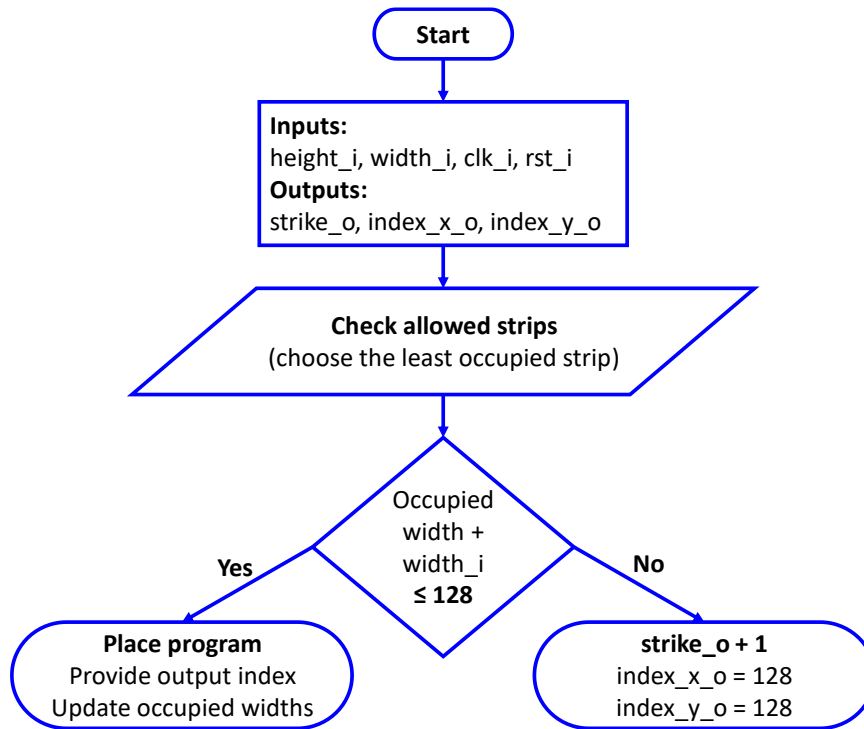 Start
Inputs:
height_i, width_i, clk_i, rst_i
Outputs:
strike_o, index_x_o, index_y_o
Check allowed strips
(choose the least occupied strip)
Occupied
width +
width_i
≤ 128
Yes
No
Place program
Provide output index
Update occupied widths
strike_o + 1
index_x_o = 128
index_y_o = 128